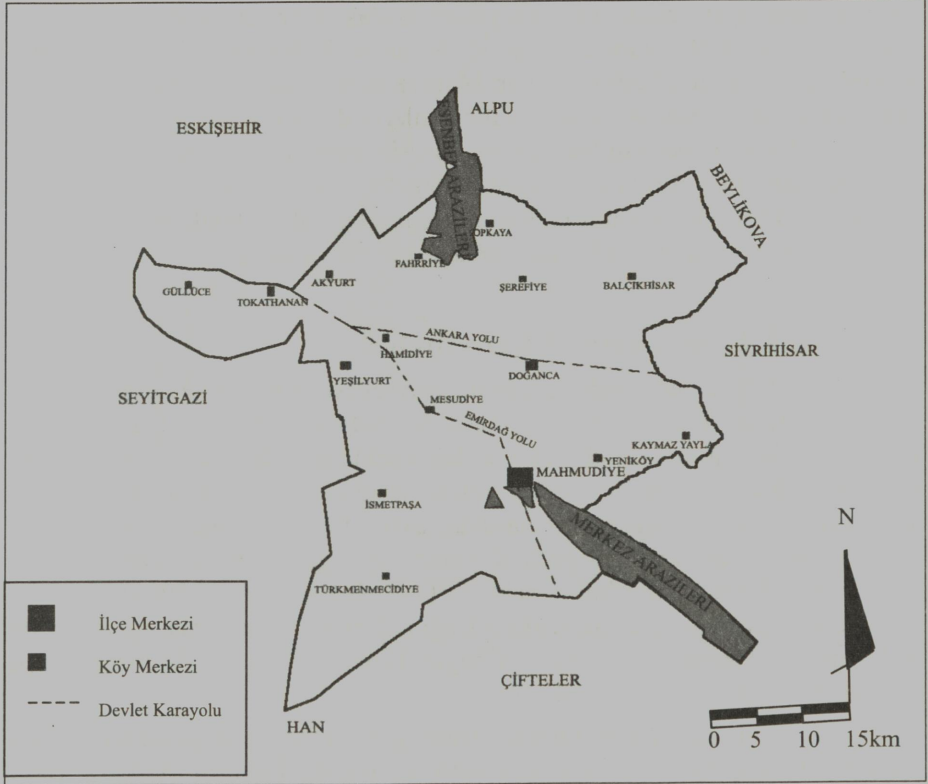 ALPU
ESKİŞEHİR
BEYLİKOVA
ARAZİLERİ
OPKAYA
FAHRRİYE
AKYURT
ŞEREFİYE
BALÇIKHİSAR
GÜLLÜCE
TOKATHANAN
ANKARA YOLU
HAMİDİYE
SİVRİHİSAR
YEŞİLYURT
DOĞANCA
SEYİTGAZİ
MESUDİYE
EMİRDAĞ YOLU
KAYMAZ YAYLA
YENİKÖY
MAHMUDİYE
İSMETPAŞA
MERKEZ ARAZİLERİ
N
TÜRKMENMECİDİYE
İlçe Merkezi
Köy Merkezi
Devlet Karayolu
ÇİFTELER
HAN
0 5 10 15km